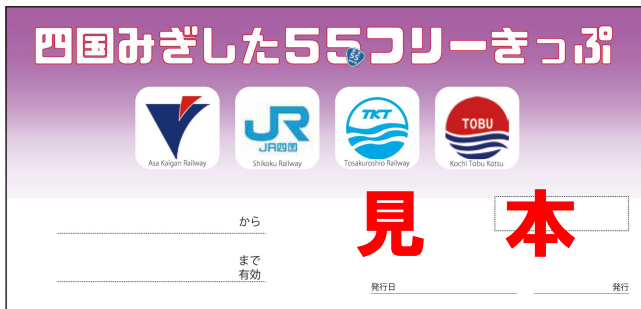 四国みぎした55フリーきっぷ
55
Asa Kaigan Railway
JR
JR四国
Shikoku Railway
TKT
Tosakuroshio Railway
TOBU
Kochi Tobu Kotsu
見本
から
まで
有効
発行日
発行